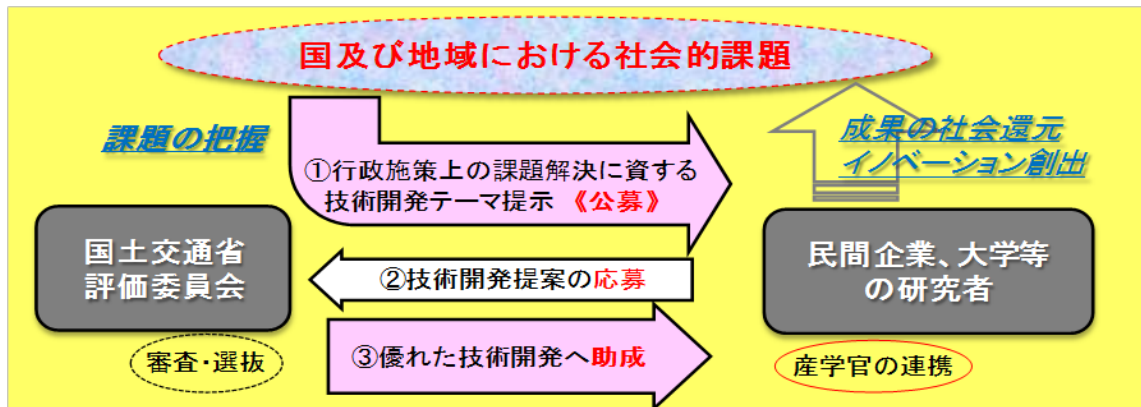 国及び地域における社会的課題
課題の把握
①行政施策上の課題解決に資する
技術開発テーマ提示 《公募》
成果の社会還元
イノベーション創出
国土交通省
評価委員会
②技術開発提案の応募
民間企業、大学等
の研究者
審査・選抜
③優れた技術開発へ助成
産学官の連携